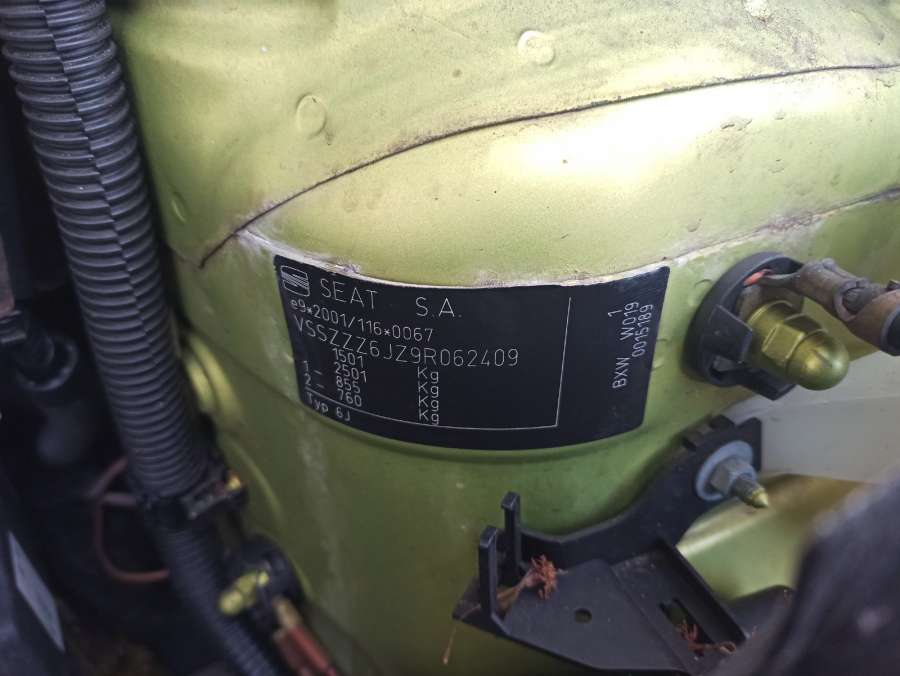 SEAT S.A.
e9*2001/116*0067
VSSZZZ6JZ9R062409
1501 Kg
2501 Kg
1 - 855 Kg
2 - 760 Kg
Typ 6J
1
BXW W019
0015189